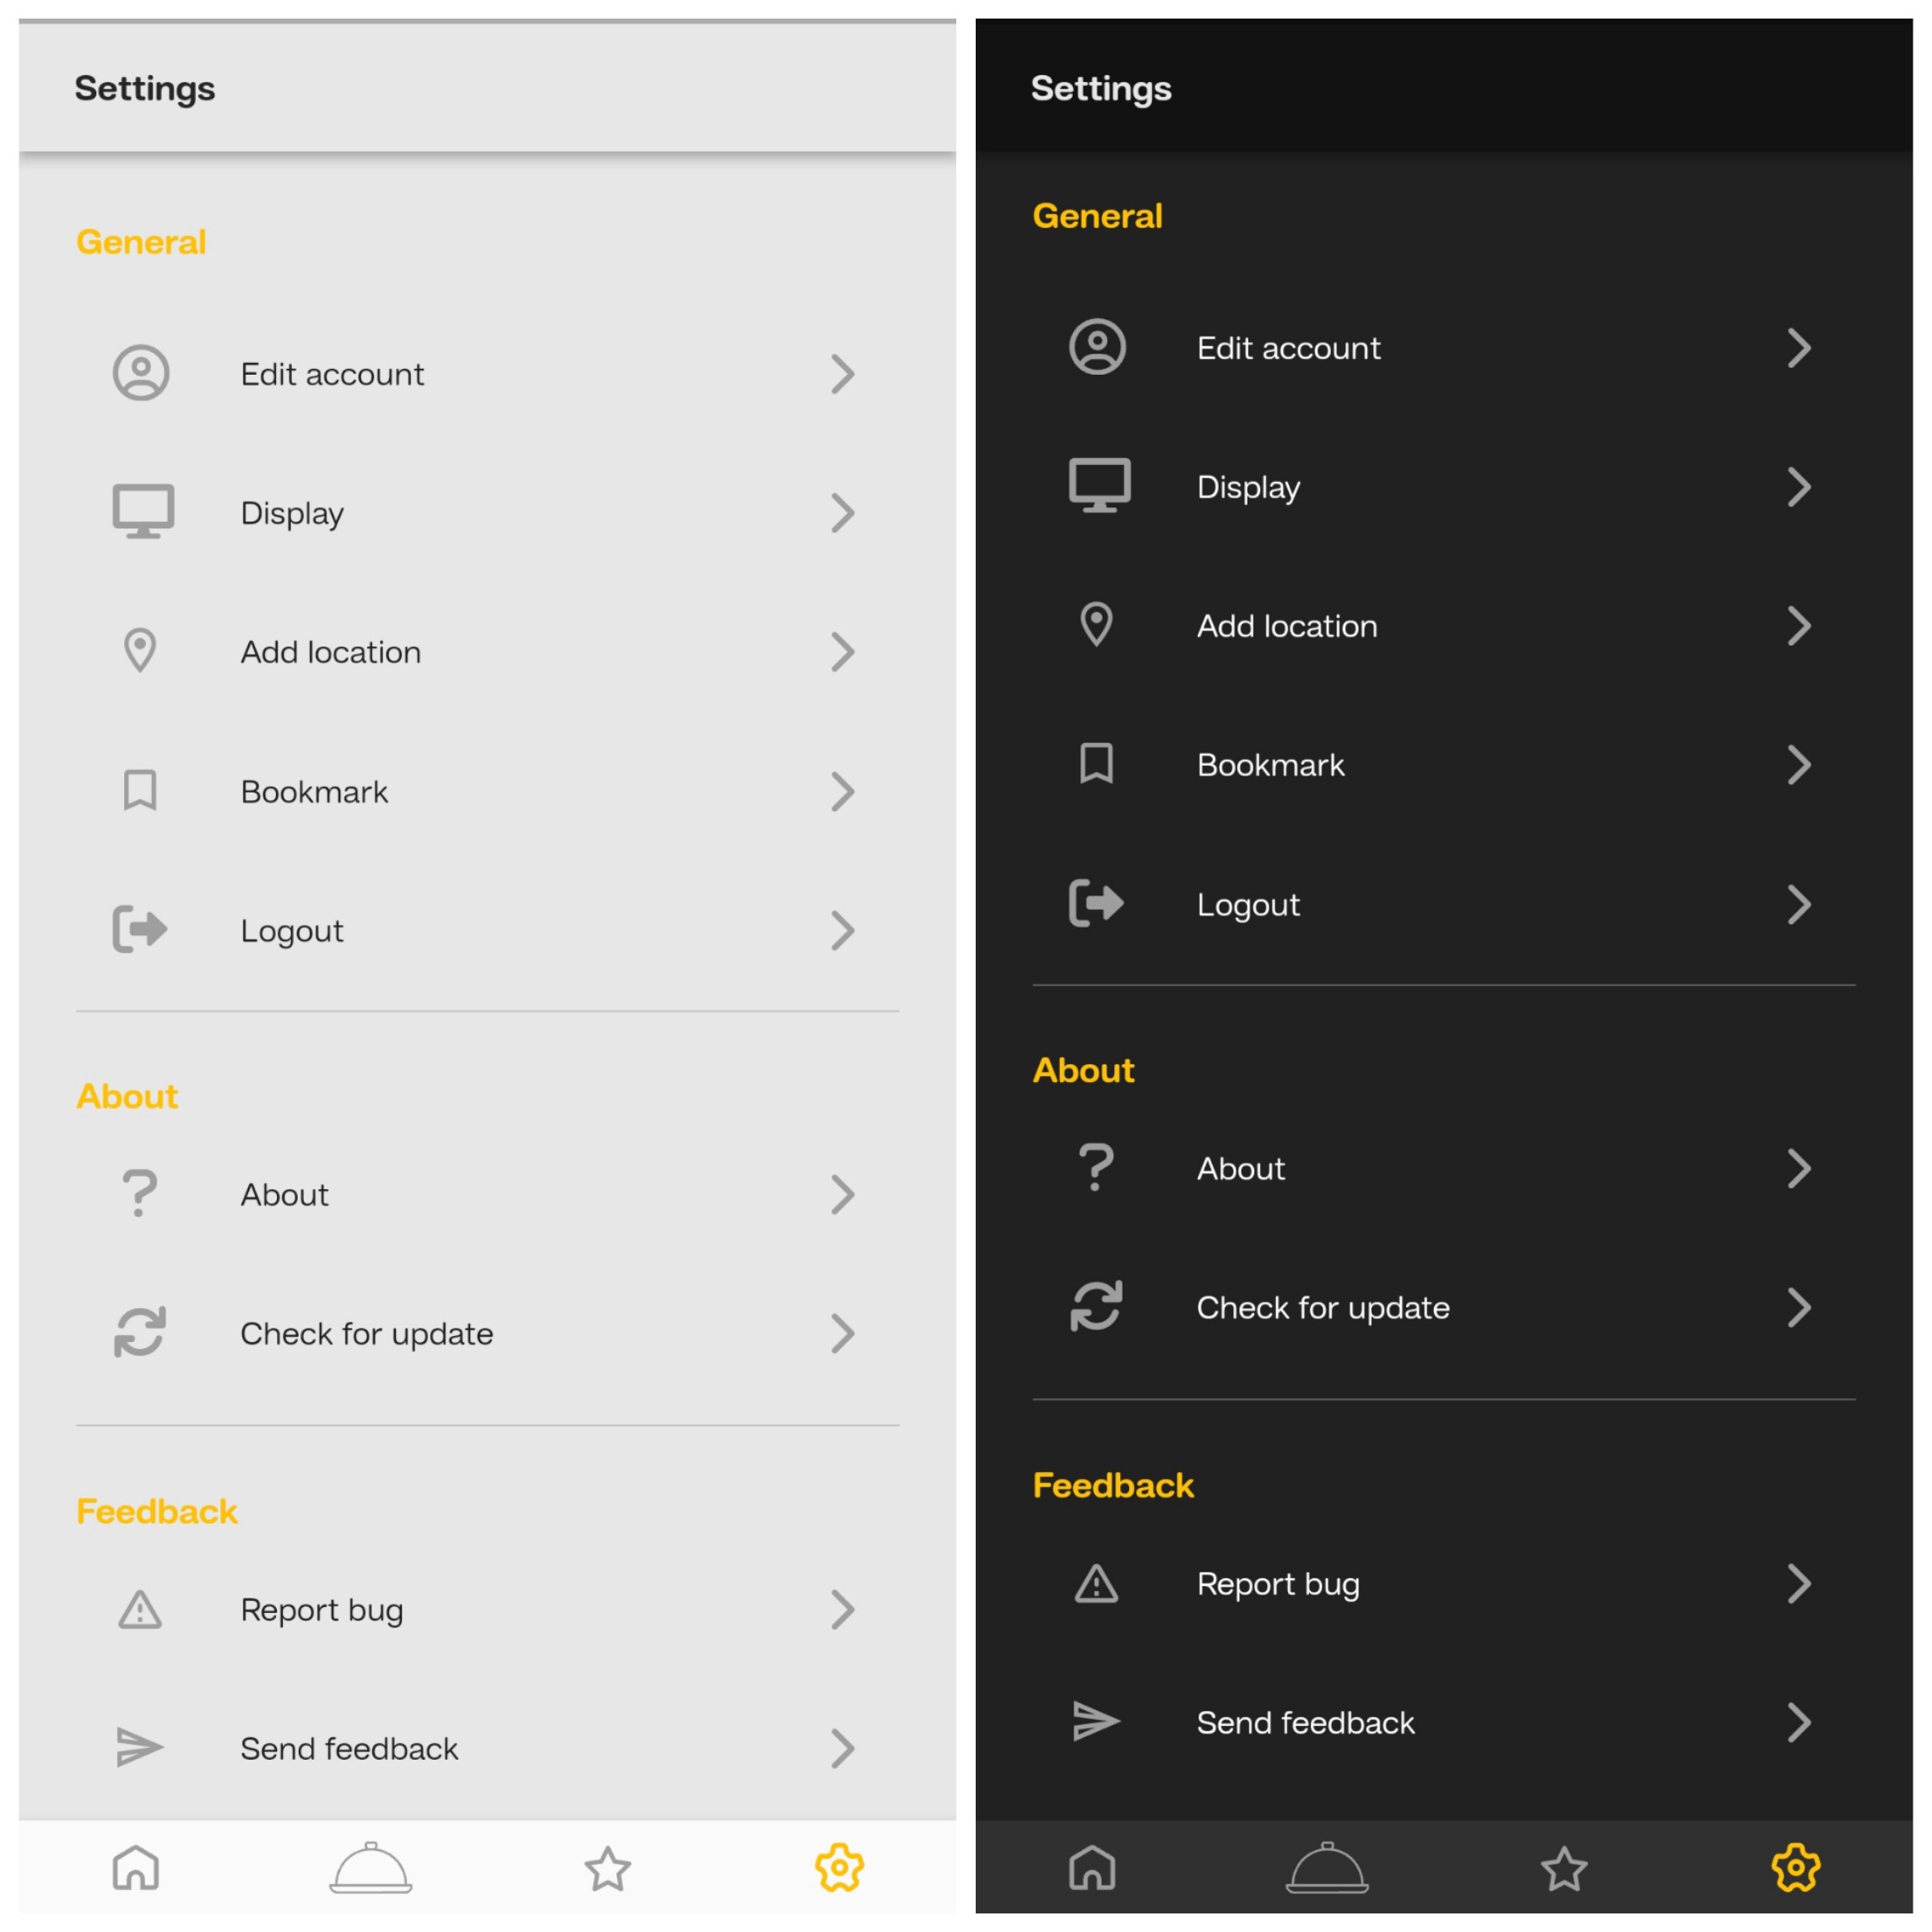 Settings
General
Edit account
Display
Add location
Bookmark
Logout
About
About
Check for update
Feedback
Report bug
Send feedback
Settings
General
Edit account
Display
Add location
Bookmark
Logout
About
About
Check for update
Feedback
Report bug
Send feedback